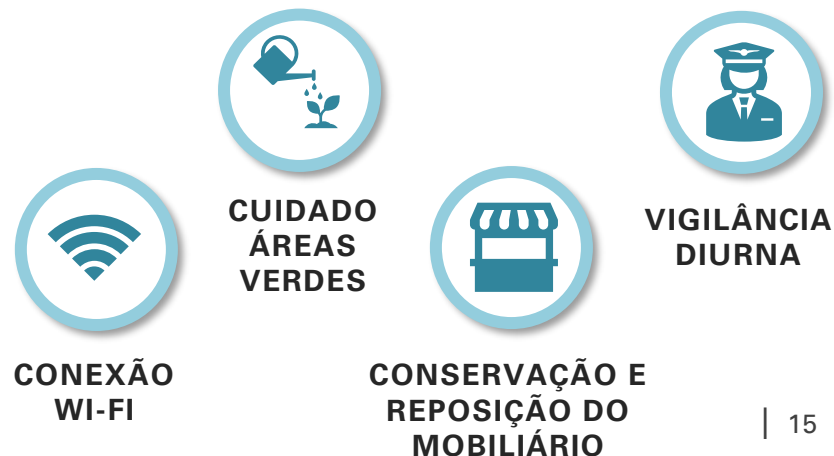 CUIDADO
ÁREAS
VERDES
VIGILÂNCIA
DIURNA
CONEXÃO
WI-FI
CONSERVAÇÃO E
REPOSIÇÃO DO
MOBILIÁRIO
| 15